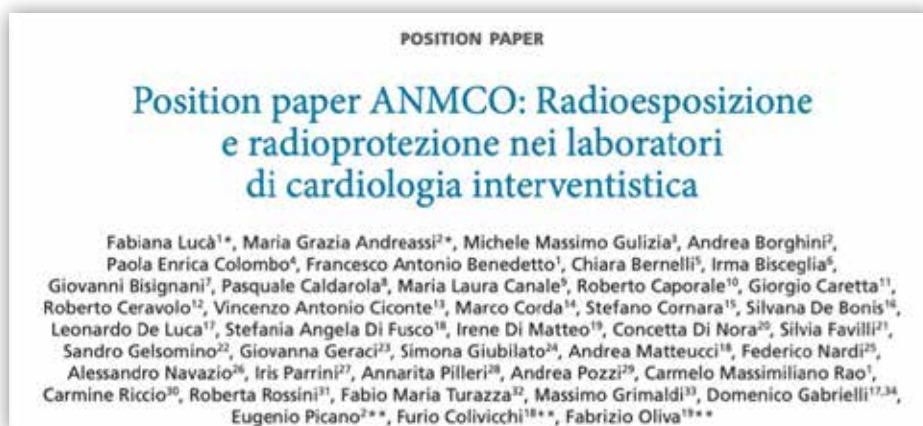 POSITION PAPER
Position paper ANMCO: Radioesposizione
e radioprotezione nei laboratori
di cardiologia interventistica
Fabiana Lucà¹*, Maria Grazia Andreassi²*, Michele Massimo Gulizia³, Andrea Borghini²,
Paola Enrica Colombo⁴, Francesco Antonio Benedetto¹, Chiara Bernelli⁵, Irma Bisceglia⁶,
Giovanni Bisignani⁷, Pasquale Caldarola⁸, Maria Laura Canale⁹, Roberto Caporale¹⁰, Giorgio Caretta¹¹,
Roberto Ceravolo¹², Vincenzo Antonio Ciconte¹³, Marco Corda¹⁴, Stefano Cornara¹⁵, Silvana De Bonis¹⁶,
Leonardo De Luca¹⁷, Stefania Angela Di Fusco¹⁸, Irene Di Matteo¹⁹, Concetta Di Nora²⁰, Silvia Favilli²¹,
Sandro Gelsomino²², Giovanna Geraci²³, Simona Giubilato²⁴, Andrea Matteucci¹⁸, Federico Nardi²⁵,
Alessandro Navazio²⁶, Iris Parrini²⁷, Annarita Pilleri²⁸, Andrea Pozzi²⁹, Carmelo Massimiliano Rao¹,
Carmine Riccio³⁰, Roberta Rossini³¹, Fabio Maria Turazza³², Massimo Grimaldi³³, Domenico Gabrielli¹⁷,³⁴,
Eugenio Picano²**, Furio Colivicchi¹⁸**, Fabrizio Oliva¹⁹**